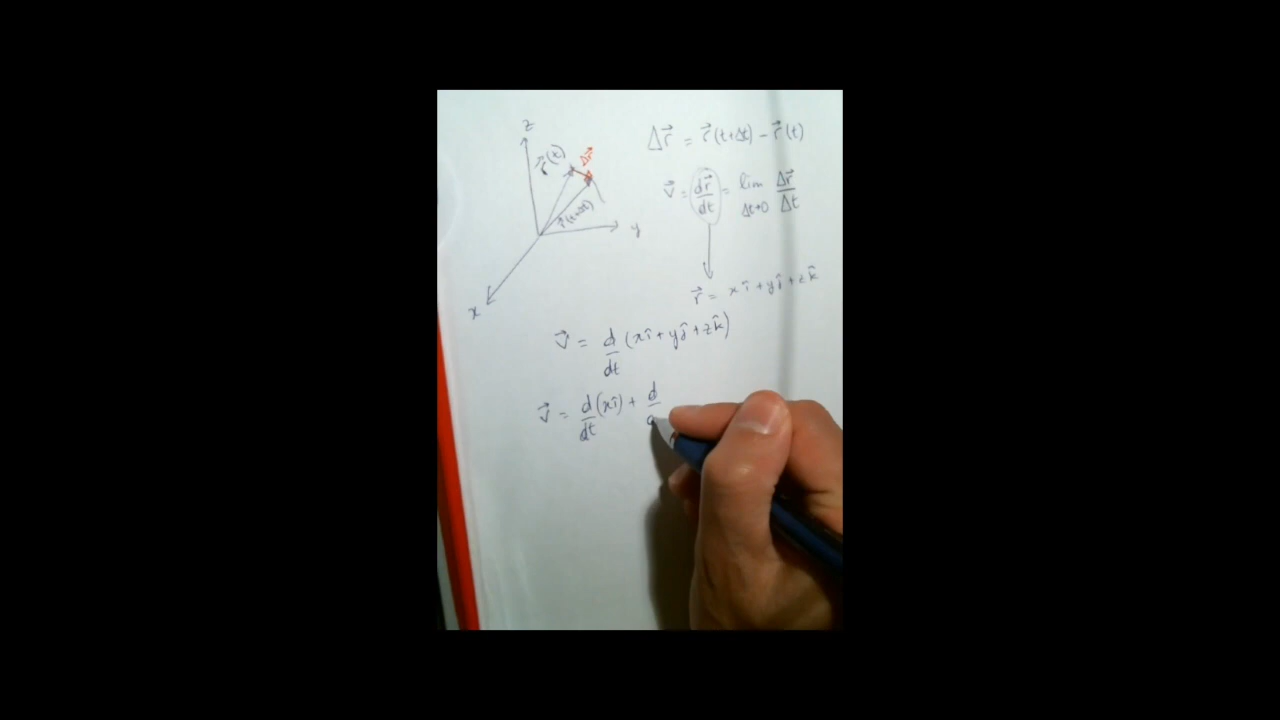 z
r⃗(t)
Δr⃗
r⃗(t+Δt)
y
x
Δr⃗ = r⃗(t+Δt) − r⃗(t)
v⃗ = dr⃗/dt = lim Δt→0 Δr⃗/Δt
r⃗ = xî + yĵ + zk̂
v⃗ = d/dt (xî + yĵ + zk̂)
v⃗ = d/dt (xî) + d